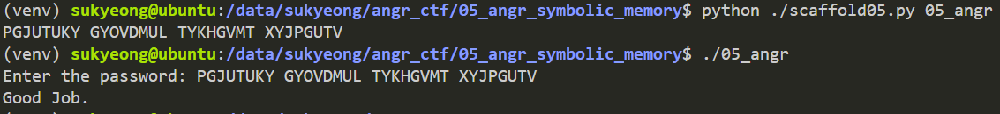 (venv) sukyeong@ubuntu:/data/sukyeong/angr_ctf/05_angr_symbolic_memory$ python ./scaffold05.py 05_angr
PGJUTUKY GYOVDMUL TYKHGVMT XYJPGUTV
(venv) sukyeong@ubuntu:/data/sukyeong/angr_ctf/05_angr_symbolic_memory$ ./05_angr
Enter the password: PGJUTUKY GYOVDMUL TYKHGVMT XYJPGUTV
Good Job.